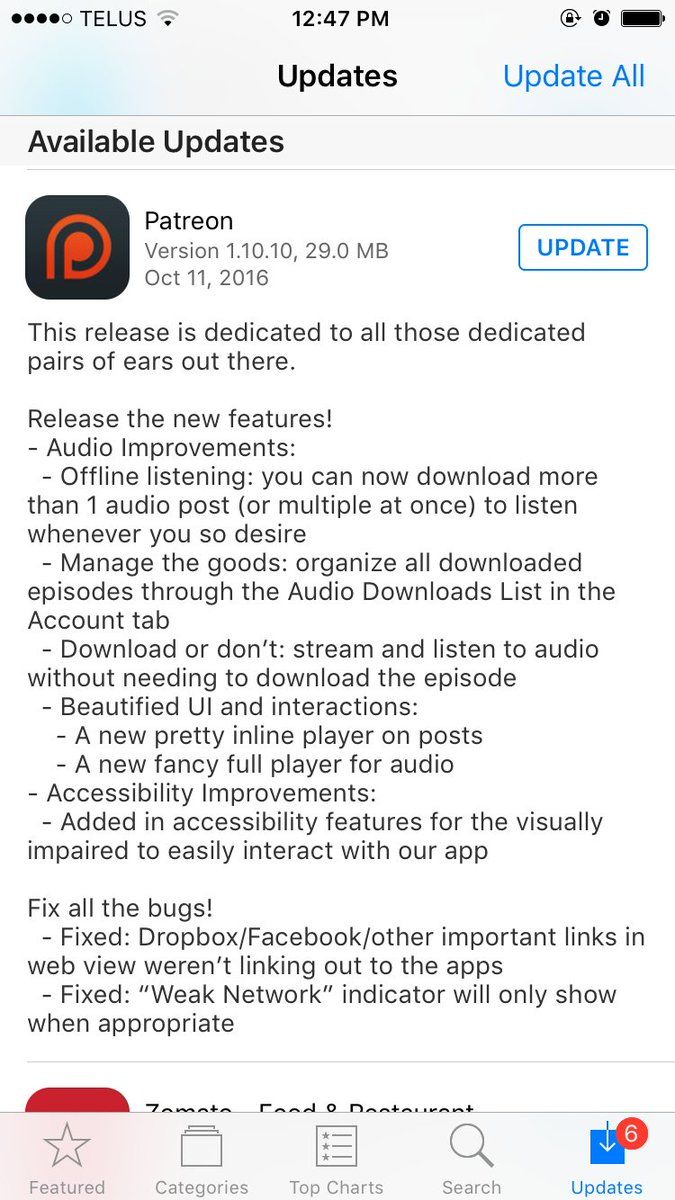 TELUS 12:47 PM
Updates Update All
Available Updates
Patreon
Version 1.10.10, 29.0 MB
Oct 11, 2016
UPDATE
This release is dedicated to all those dedicated
pairs of ears out there.
Release the new features!
- Audio Improvements:
- Offline listening: you can now download more
than 1 audio post (or multiple at once) to listen
whenever you so desire
- Manage the goods: organize all downloaded
episodes through the Audio Downloads List in the
Account tab
- Download or don’t: stream and listen to audio
without needing to download the episode
- Beautified UI and interactions:
- A new pretty inline player on posts
- A new fancy full player for audio
- Accessibility Improvements:
- Added in accessibility features for the visually
impaired to easily interact with our app
Fix all the bugs!
- Fixed: Dropbox/Facebook/other important links in
web view weren’t linking out to the apps
- Fixed: “Weak Network” indicator will only show
when appropriate
Zomato - Food & Restaurant
6
Featured Categories Top Charts Search Updates